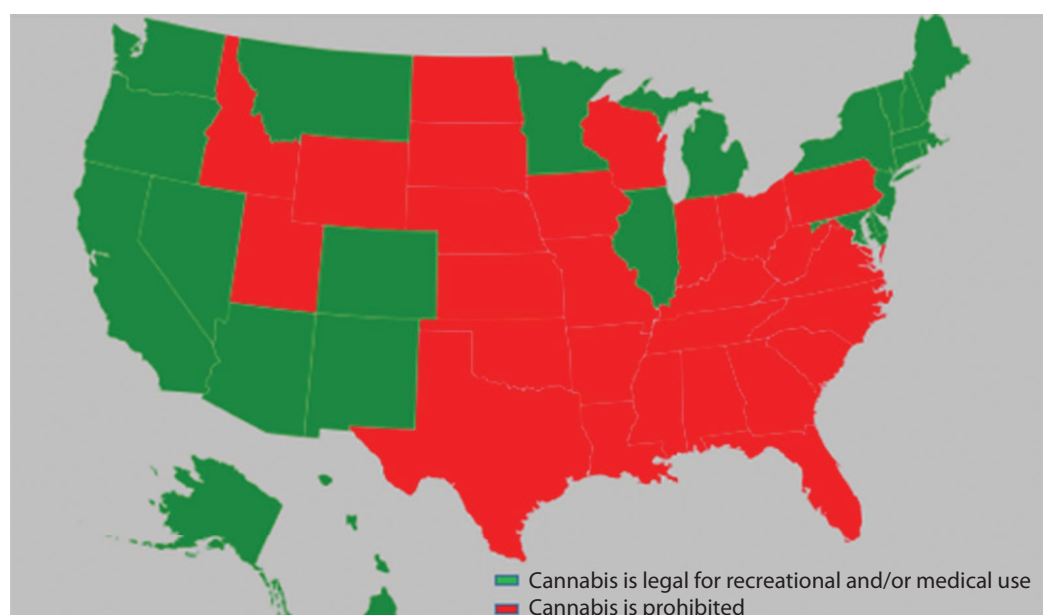 Cannabis is legal for recreational and/or medical use
Cannabis is prohibited